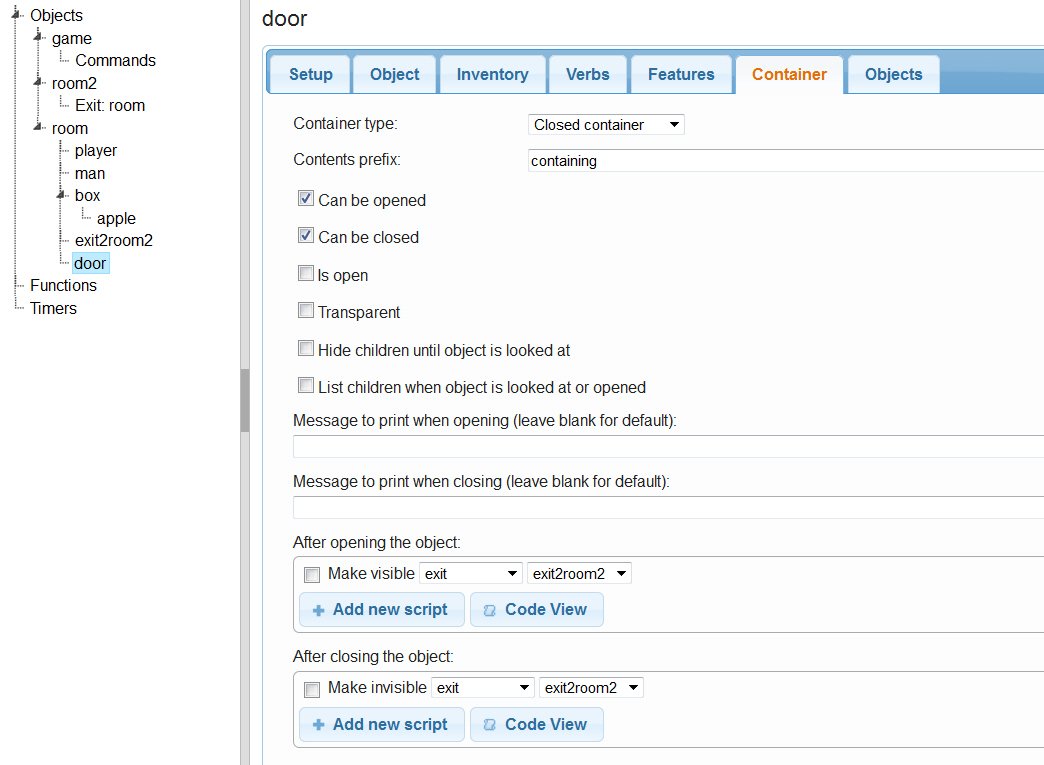 Objects
game
Commands
room2
Exit: room
room
player
man
box
apple
exit2room2
door
Functions
Timers
door
Setup Object Inventory Verbs Features Container Objects
Container type: Closed container
Contents prefix: containing
Can be opened
Can be closed
Is open
Transparent
Hide children until object is looked at
List children when object is looked at or opened
Message to print when opening (leave blank for default):
Message to print when closing (leave blank for default):
After opening the object:
Make visible exit exit2room2
Add new script Code View
After closing the object:
Make invisible exit exit2room2
Add new script Code View